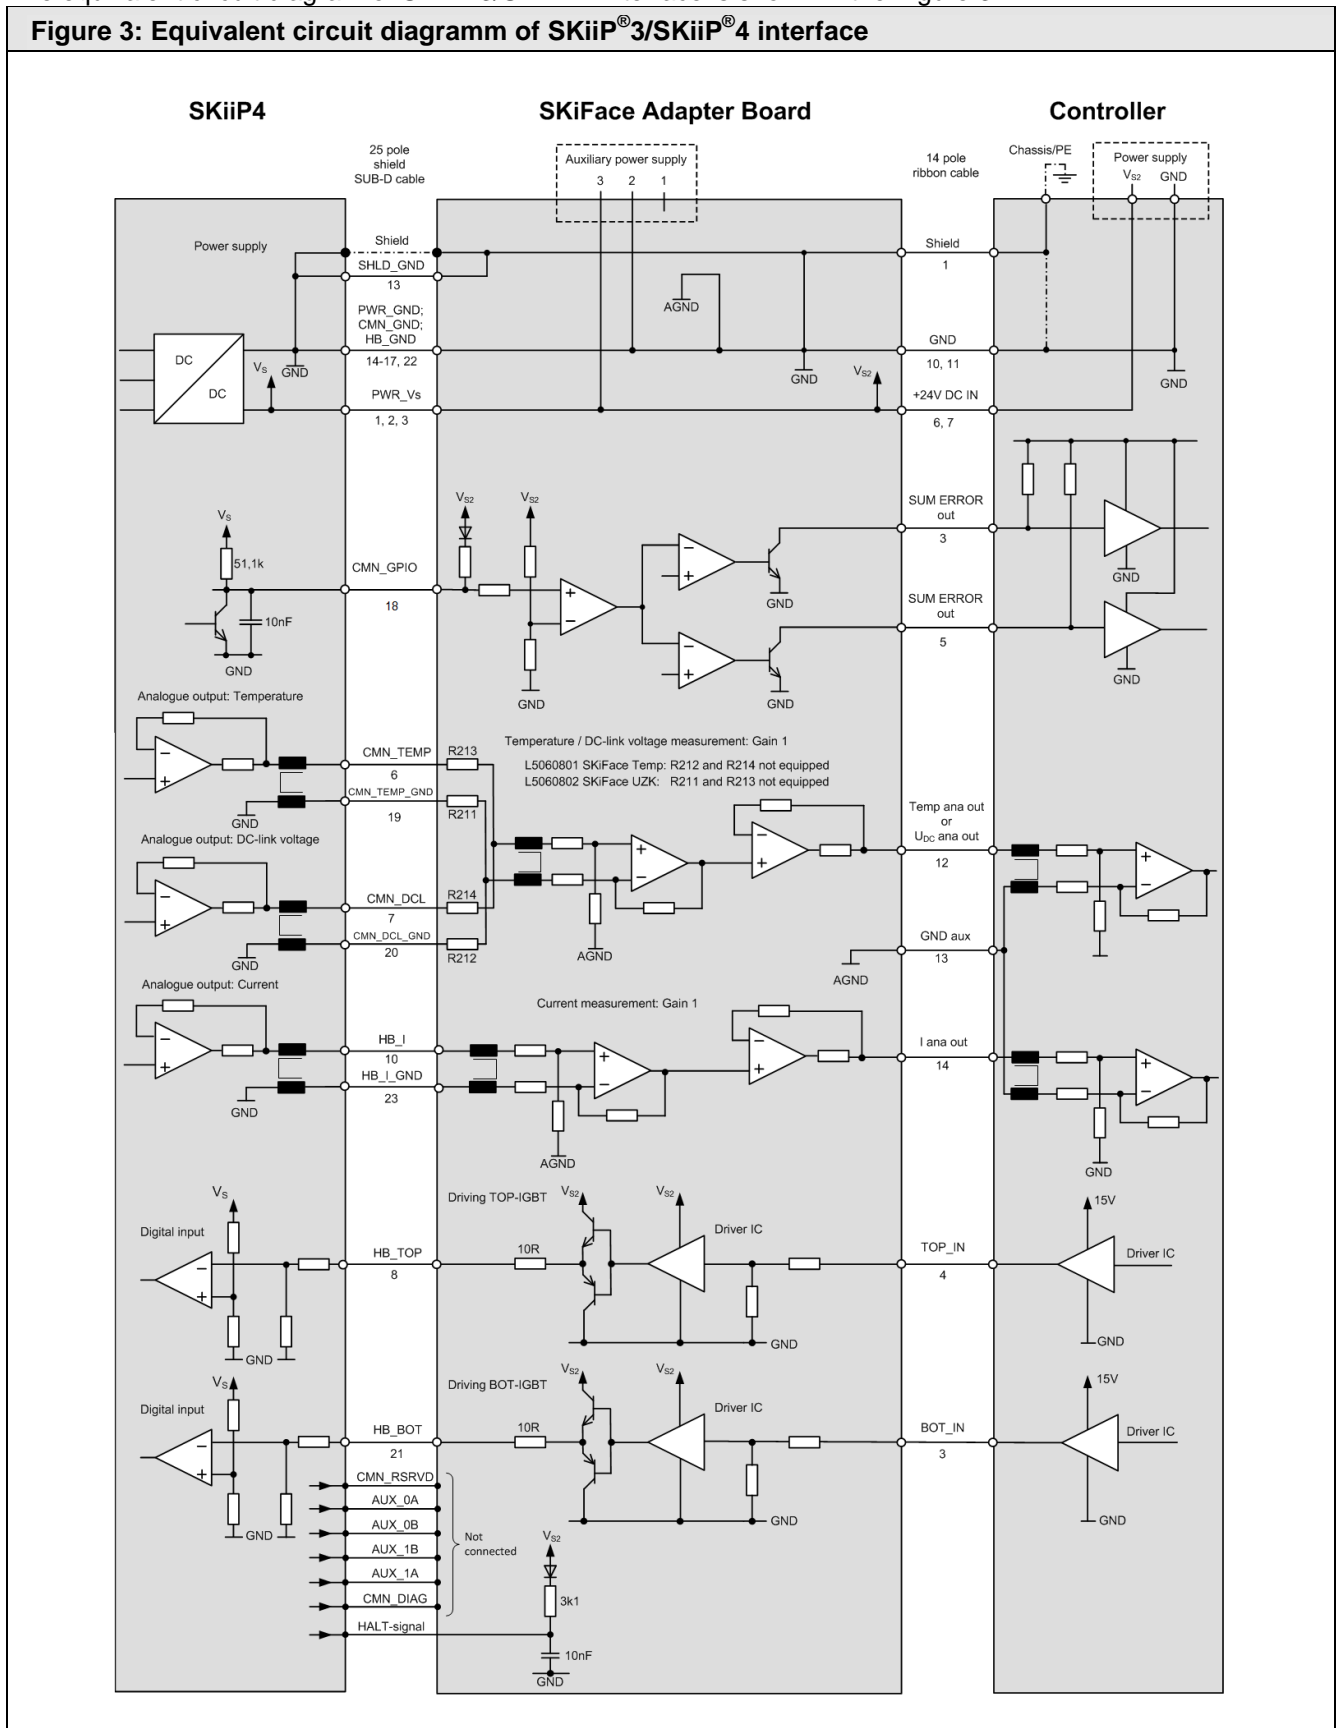 Figure 3: Equivalent circuit diagramm of SKiiP®3/SKiiP®4 interface
SKiiP4
SKiFace Adapter Board
Controller
25 pole
shield
SUB-D cable
Auxiliary power supply
3 2 1
14 pole
ribbon cable
Chassis/PE
Power supply
VS2 GND
Power supply
Shield
SHLD_GND
13
Shield
1
AGND
PWR_GND;
CMN_GND;
HB_GND
14-17, 22
DC
DC
VS
GND
GND
VS2
GND
10, 11
GND
PWR_Vs
1, 2, 3
+24V DC IN
6, 7
VS
51,1k
10nF
GND
CMN_GPIO
18
VS2
VS2
+
−
GND
−
+
GND
−
+
GND
SUM ERROR
out
3
GND
SUM ERROR
out
5
GND
Analogue output: Temperature
−
+
GND
CMN_TEMP
6
CMN_TEMP_GND
19
R213
R211
Temperature / DC-link voltage measurement: Gain 1
L5060801 SKiFace Temp: R212 and R214 not equipped
L5060802 SKiFace UZK: R211 and R213 not equipped
Analogue output: DC-link voltage
−
+
GND
CMN_DCL
7
CMN_DCL_GND
20
R214
R212
+
−
AGND
−
+
Temp ana out
or
UDC ana out
12
+
−
GND aux
13
AGND
Analogue output: Current
−
+
GND
HB_I
10
HB_I_GND
23
Current measurement: Gain 1
+
−
AGND
−
+
I ana out
14
+
−
GND
Digital input
VS
−
+
GND
HB_TOP
8
Driving TOP-IGBT
10R
VS2
VS2
Driver IC
GND
TOP_IN
4
15V
Driver IC
GND
Digital input
VS
−
+
GND
HB_BOT
21
Driving BOT-IGBT
10R
VS2
VS2
Driver IC
GND
BOT_IN
3
15V
Driver IC
GND
CMN_RSRVD
AUX_0A
AUX_0B
AUX_1B
AUX_1A
CMN_DIAG
Not
connected
HALT-signal
VS2
3k1
10nF
GND